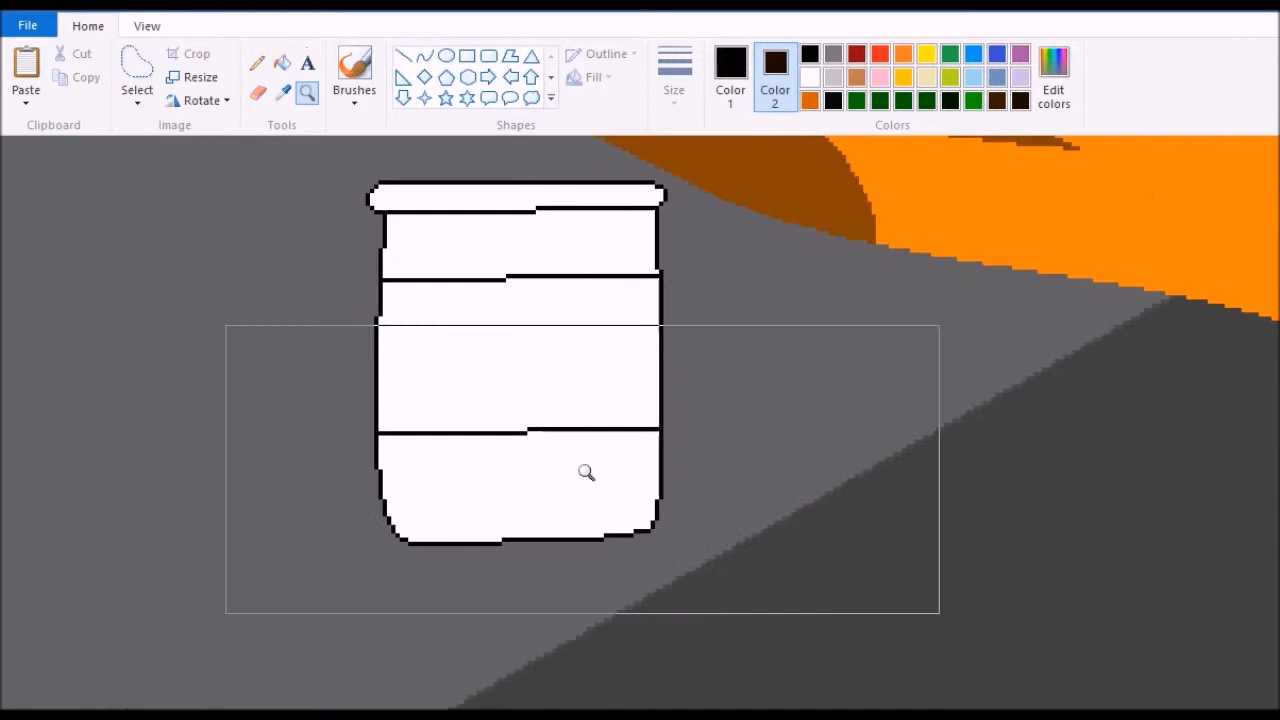 File Home View
Paste
Cut
Copy
Clipboard
Select
Crop
Resize
Rotate
Image
A
Tools
Brushes
Outline
Fill
Shapes
Size
Color 1
Color 2
Edit colors
Colors